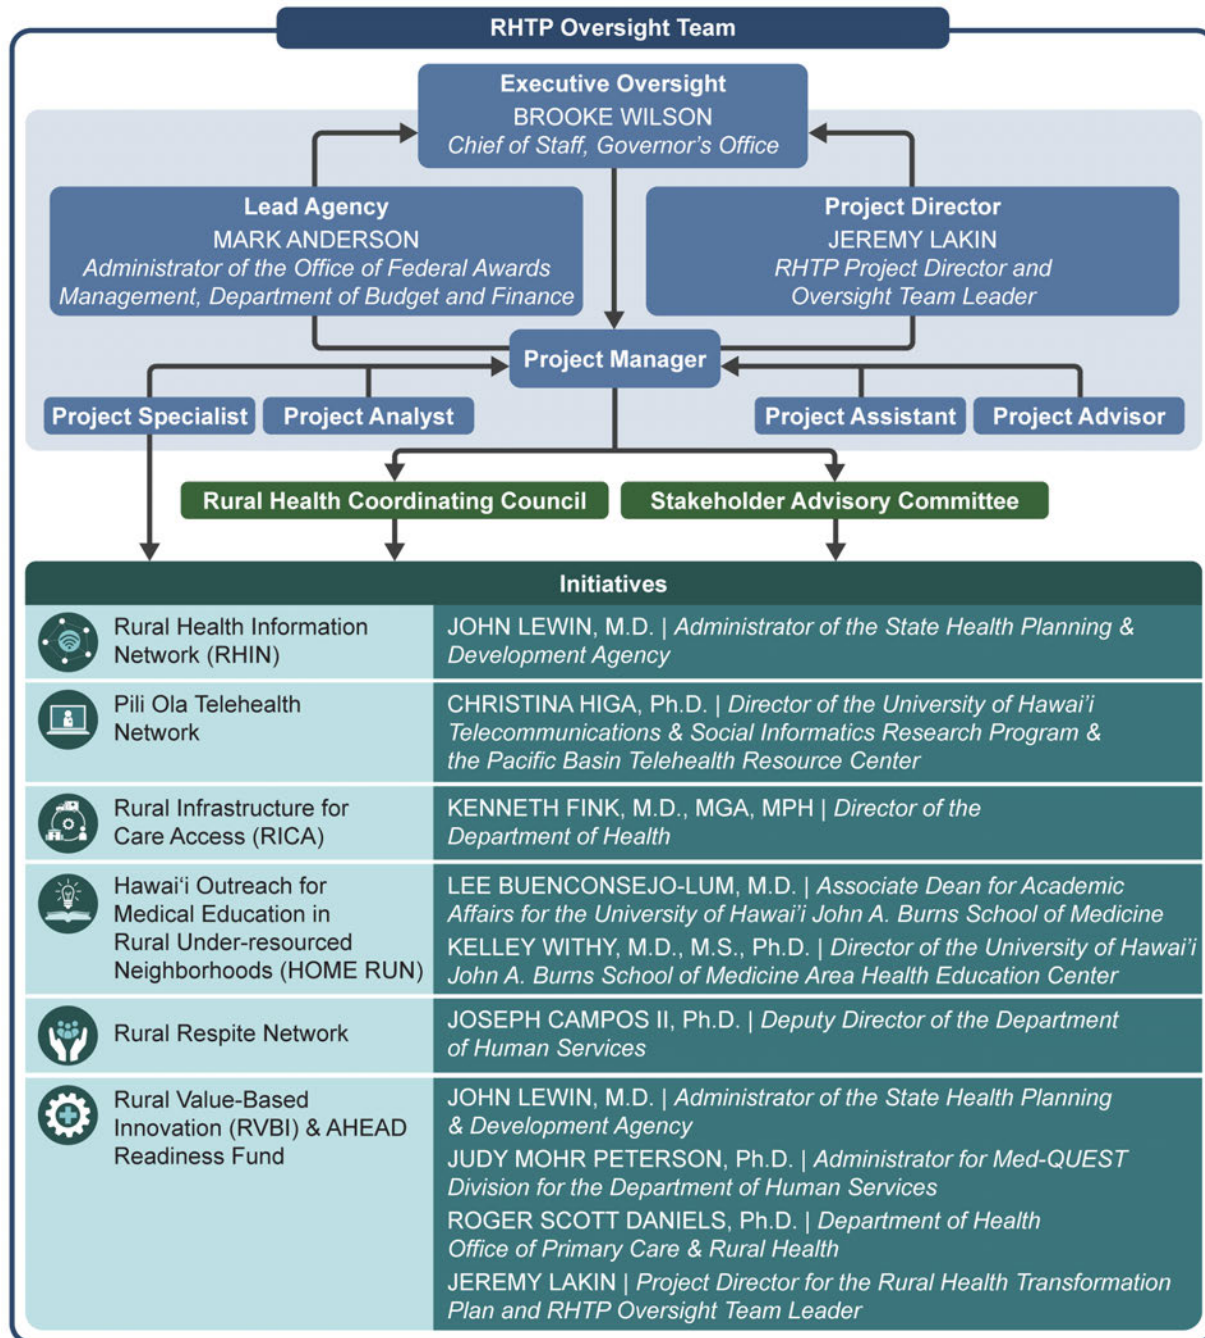 RHTP Oversight Team
Executive Oversight
BROOKE WILSON
Chief of Staff, Governor's Office
Lead Agency
MARK ANDERSON
Administrator of the Office of Federal Awards
Management, Department of Budget and Finance
Project Director
JEREMY LAKIN
RHTP Project Director and
Oversight Team Leader
Project Manager
Project Specialist
Project Analyst
Project Assistant
Project Advisor
Rural Health Coordinating Council
Stakeholder Advisory Committee
Initiatives
Rural Health Information
Network (RHIN)
JOHN LEWIN, M.D. | Administrator of the State Health Planning &
Development Agency
Pili Ola Telehealth
Network
CHRISTINA HIGA, Ph.D. | Director of the University of Hawai'i
Telecommunications & Social Informatics Research Program &
the Pacific Basin Telehealth Resource Center
Rural Infrastructure for
Care Access (RICA)
KENNETH FINK, M.D., MGA, MPH | Director of the
Department of Health
Hawai‘i Outreach for
Medical Education in
Rural Under-resourced
Neighborhoods (HOME RUN)
LEE BUENCONSEJO-LUM, M.D. | Associate Dean for Academic
Affairs for the University of Hawai'i John A. Burns School of Medicine
KELLEY WITHY, M.D., M.S., Ph.D. | Director of the University of Hawai'i
John A. Burns School of Medicine Area Health Education Center
Rural Respite Network
JOSEPH CAMPOS II, Ph.D. | Deputy Director of the Department
of Human Services
Rural Value-Based
Innovation (RVBI) & AHEAD
Readiness Fund
JOHN LEWIN, M.D. | Administrator of the State Health Planning
& Development Agency
JUDY MOHR PETERSON, Ph.D. | Administrator for Med-QUEST
Division for the Department of Human Services
ROGER SCOTT DANIELS, Ph.D. | Department of Health
Office of Primary Care & Rural Health
JEREMY LAKIN | Project Director for the Rural Health Transformation
Plan and RHTP Oversight Team Leader